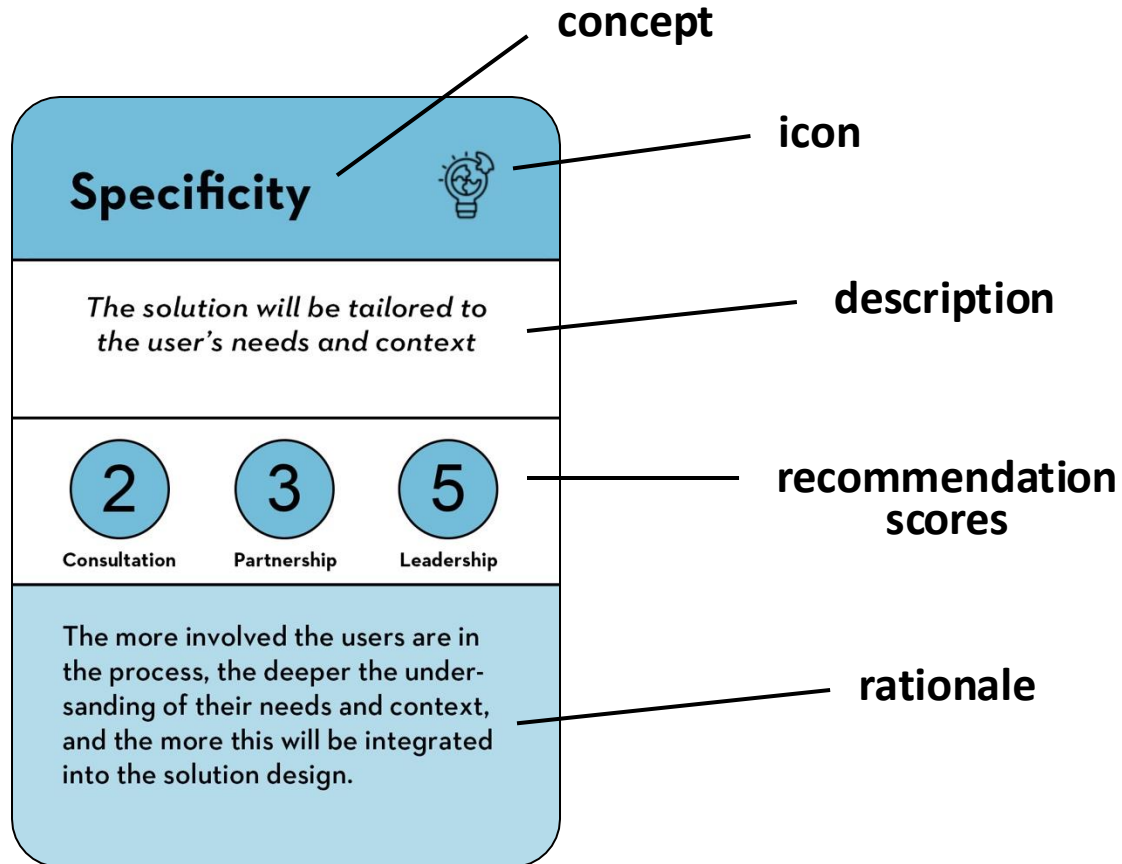 concept
icon
Specificity
The solution will be tailored to
the user's needs and context
description
2 3 5
Consultation Partnership Leadership
recommendation
scores
The more involved the users are in
the process, the deeper the under-
sanding of their needs and context,
and the more this will be integrated
into the solution design.
rationale